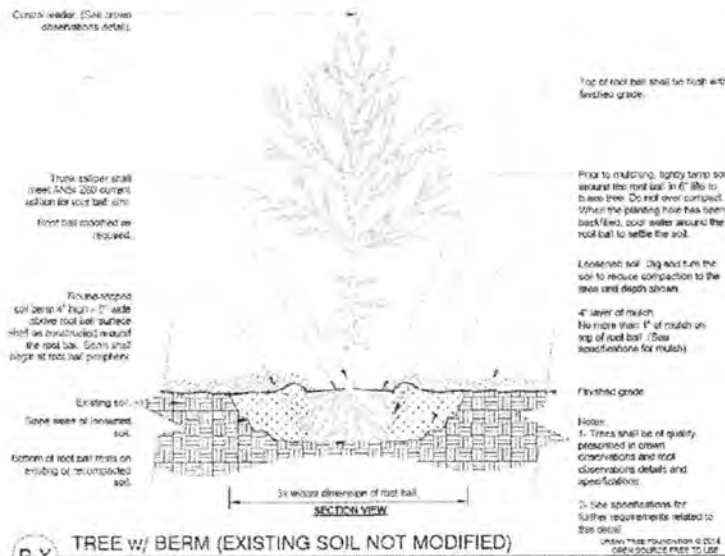 Central leader. (See crown
observations detail).
Top of root ball shall be flush with
finished grade.
Trunk caliper shall
meet ANSI Z60 current
edition for root ball size.
Root ball modified as
required.
Prior to mulching, lightly tamp soil
around the root ball in 6" lifts to
brace tree. Do not over compact.
When the planting hole has been
backfilled, pour water around the
root ball to settle the soil.
Loosened soil. Dig and turn the
soil to reduce compaction to the
area and depth shown.
Round-topped
soil berm 4" high x 8" wide
above root ball surface
shall be constructed around
the root ball. Berm shall
begin at root ball periphery.
4" layer of mulch.
No more than 1" of mulch on
top of root ball. (See
specifications for mulch).
Existing soil.
Finished grade.
Slope sides of loosened
soil.
Bottom of root ball rests on
existing or recompacted
soil.
Notes:
1- Trees shall be of quality
prescribed in crown
observations and root
observations details and
specifications.
2- See specifications for
further requirements related to
this detail.
3x widest dimension of root ball.
SECTION VIEW
P-X
TREE w/ BERM (EXISTING SOIL NOT MODIFIED)
URBAN TREE FOUNDATION © 2014
OPEN SOURCE FREE TO USE